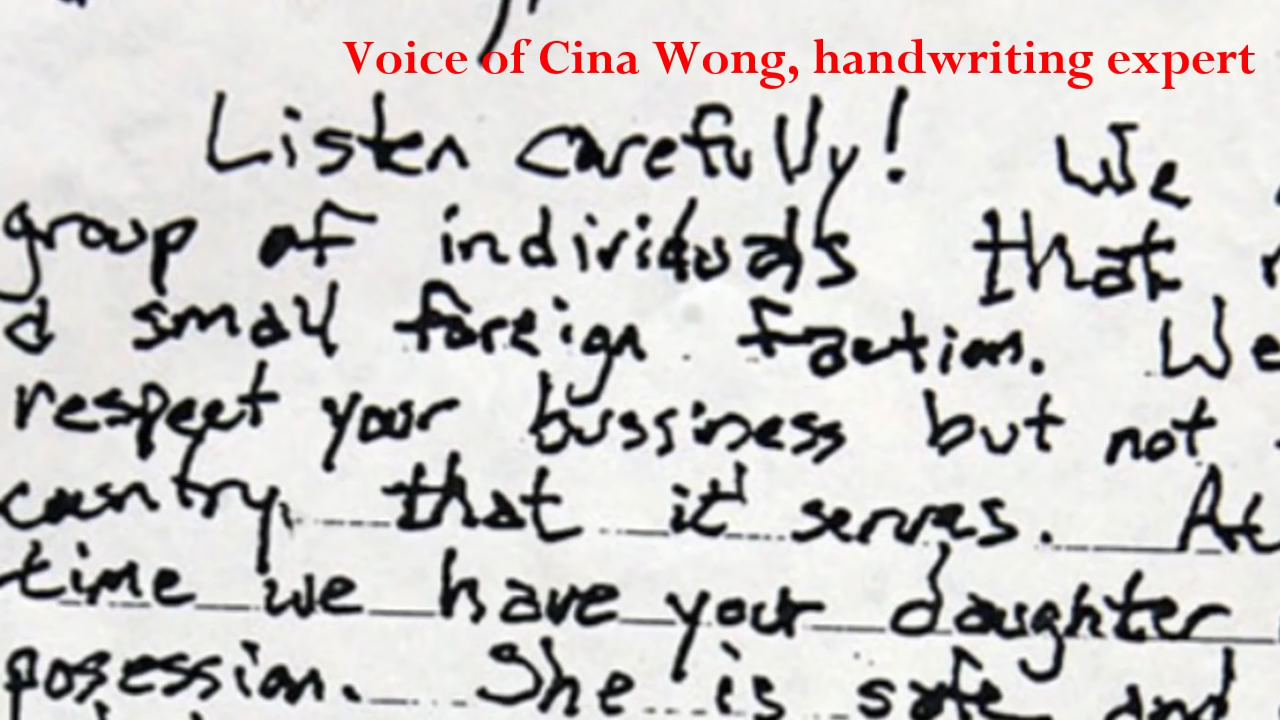 Voice of Cina Wong, handwriting expert
Listen carefully! We
group of individuals that
a small foreign faction. We
respect your bussiness but not
country that it serves. At
time we have your daughter
posession. She is safe and